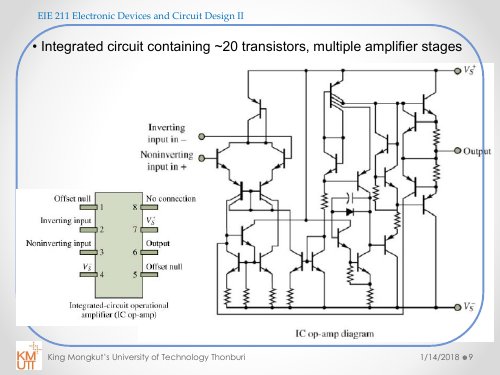 EIE 211 Electronic Devices and Circuit Design II
• Integrated circuit containing ~20 transistors, multiple amplifier stages
Inverting
input in –
Noninverting
input in +
V_S^+
Output
V_S^-
IC op-amp diagram
Offset null
1
8
No connection
Inverting input
2
7
V_S^+
Noninverting input
3
6
Output
V_S^-
4
5
Offset null
Integrated-circuit operational
amplifier (IC op-amp)
KM
UTT
King Mongkut's University of Technology Thonburi
1/14/2018 ●9